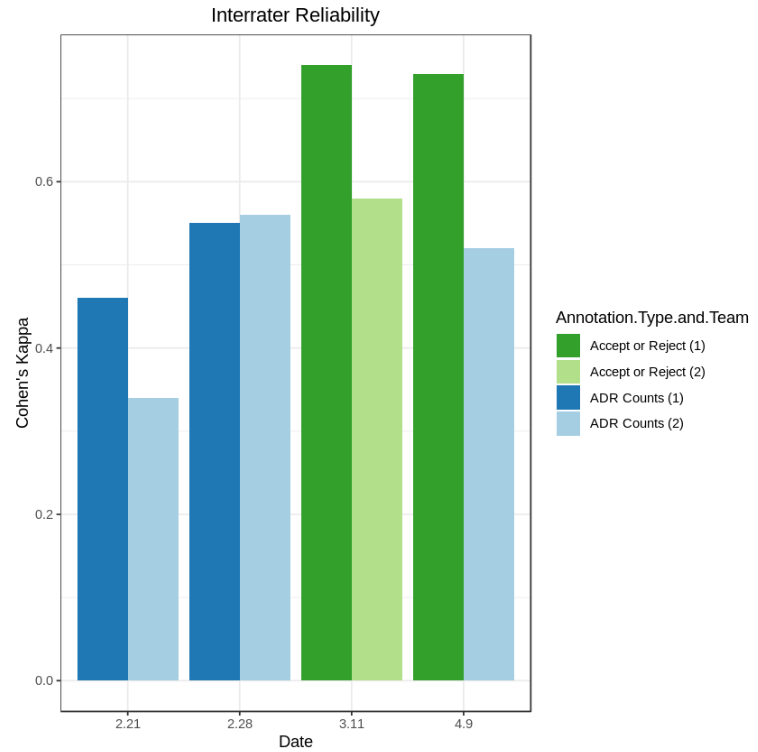 Interrater Reliability
Cohen's Kappa
0.6
0.4
0.2
0.0
2.21 2.28 3.11 4.9
Date
Annotation.Type.and.Team
Accept or Reject (1)
Accept or Reject (2)
ADR Counts (1)
ADR Counts (2)